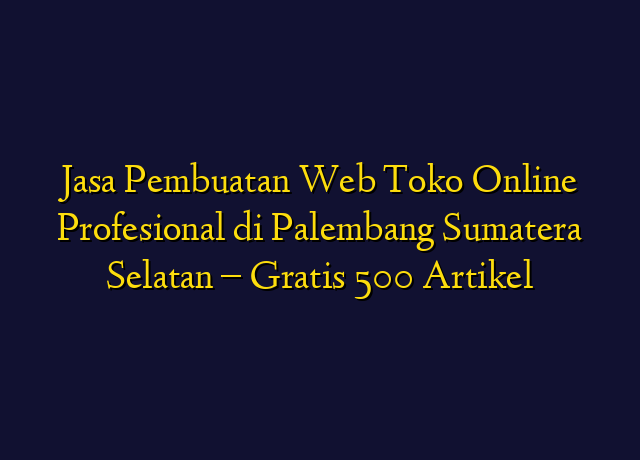 Jasa Pembuatan Web Toko Online
Profesional di Palembang Sumatera
Selatan – Gratis 500 Artikel